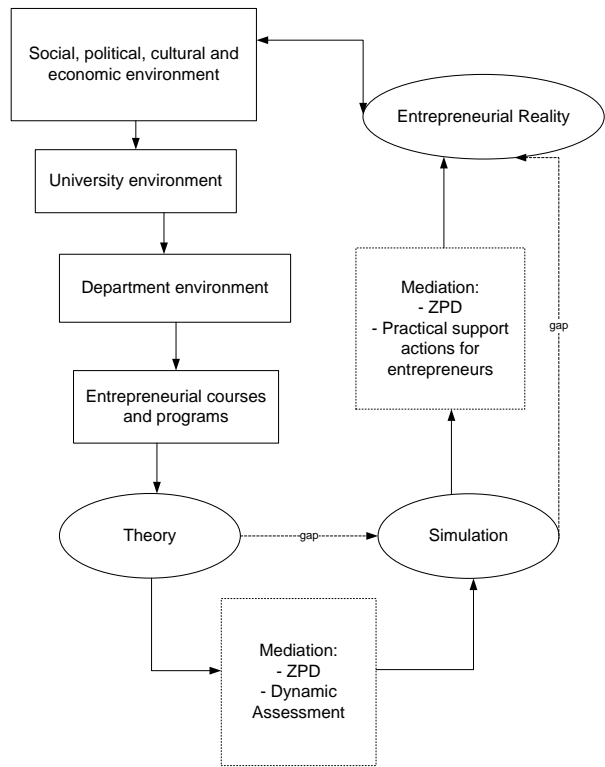 Social, political, cultural and
economic environment
Entrepreneurial Reality
University environment
Department environment
Mediation:
- ZPD
- Practical support
actions for
entrepreneurs
gap
Entrepreneurial courses
and programs
Theory
gap
Simulation
Mediation:
- ZPD
- Dynamic
Assessment